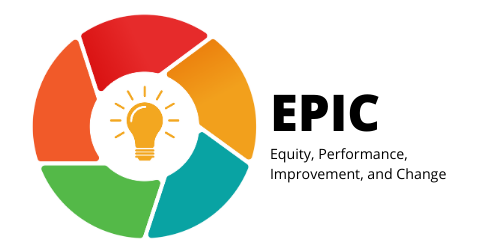 EPIC
Equity, Performance,
Improvement, and Change